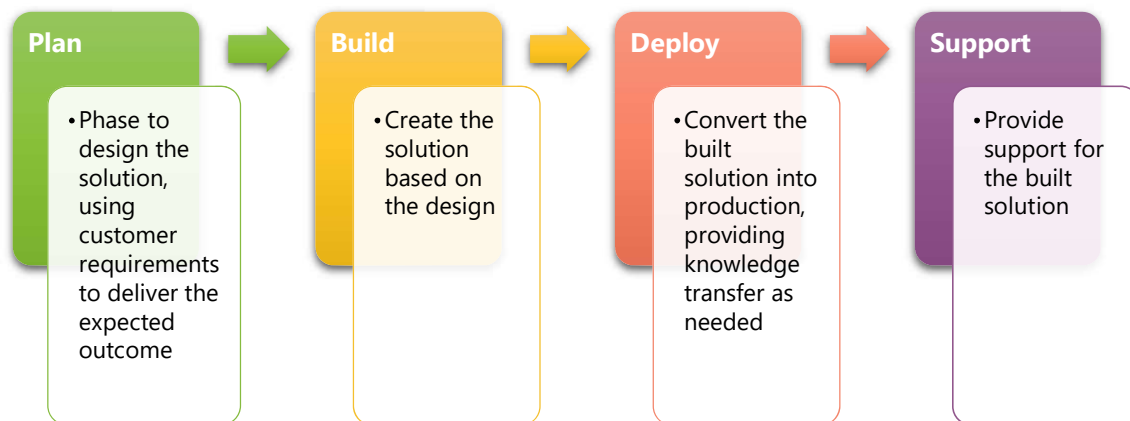 Plan
• Phase to
design the
solution,
using
customer
requirements
to deliver the
expected
outcome
Build
• Create the
solution
based on
the design
Deploy
• Convert the
built
solution into
production,
providing
knowledge
transfer as
needed
Support
• Provide
support for
the built
solution